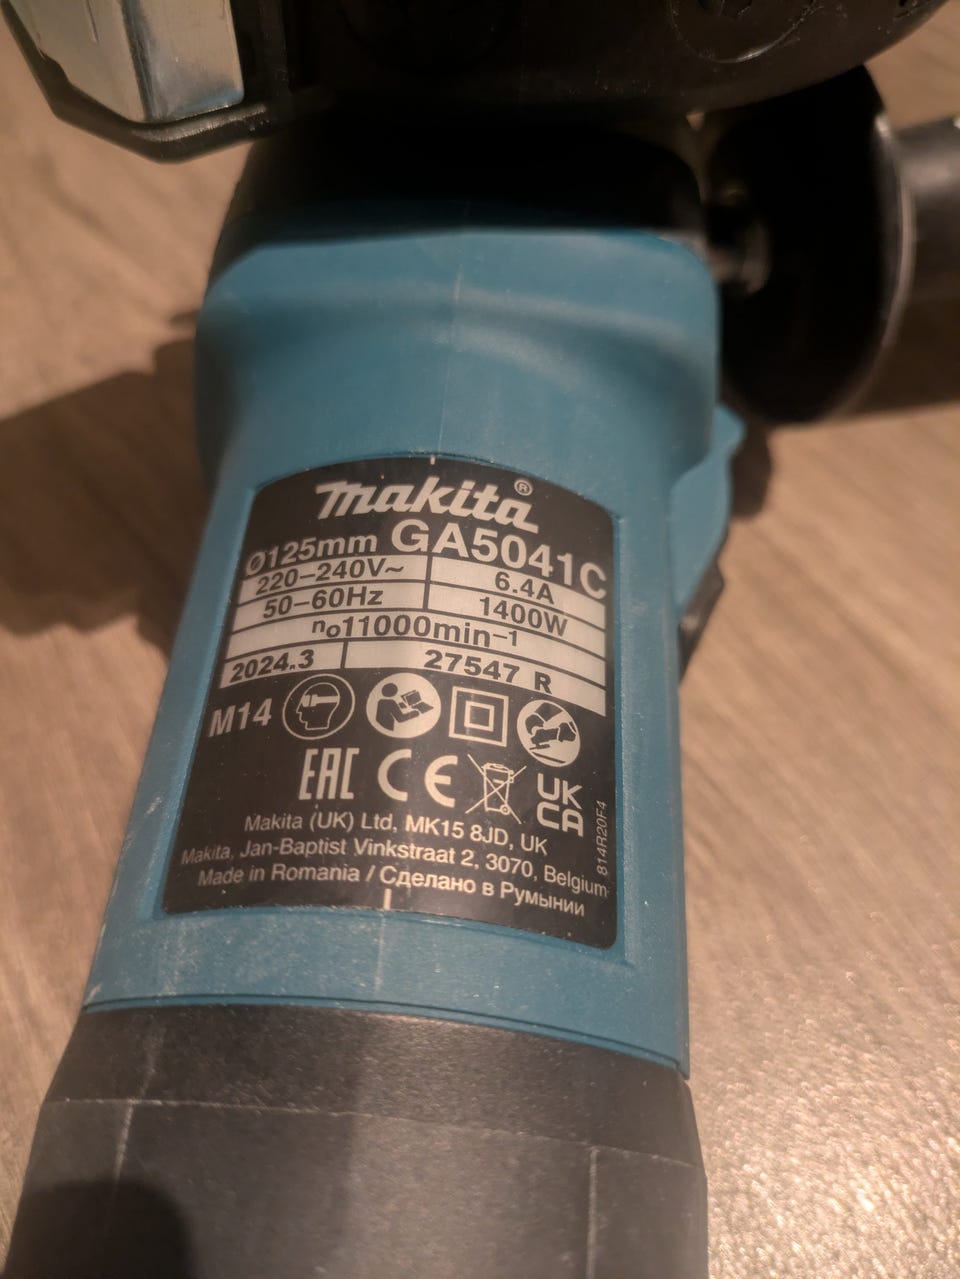 makita®
Ø125mm GA5041C
220–240V~ 6.4A
50–60Hz 1400W
n₀11000min⁻¹
2024.3 27547 R
M14
EAC CE UK CA
814R20F4
Makita (UK) Ltd, MK15 8JD, UK
Makita, Jan-Baptist Vinkstraat 2, 3070, Belgium
Made in Romania / Сделано в Румынии